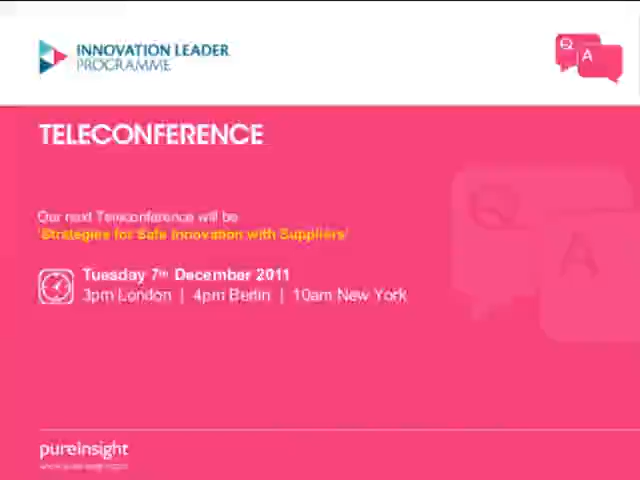 INNOVATION LEADER
PROGRAMME
Q
A
TELECONFERENCE
Q
A
Our next Teleconference will be
'Strategies for Safe Innovation with Suppliers'
Tuesday 7th December 2011
3pm London | 4pm Berlin | 10am New York
pureinsight